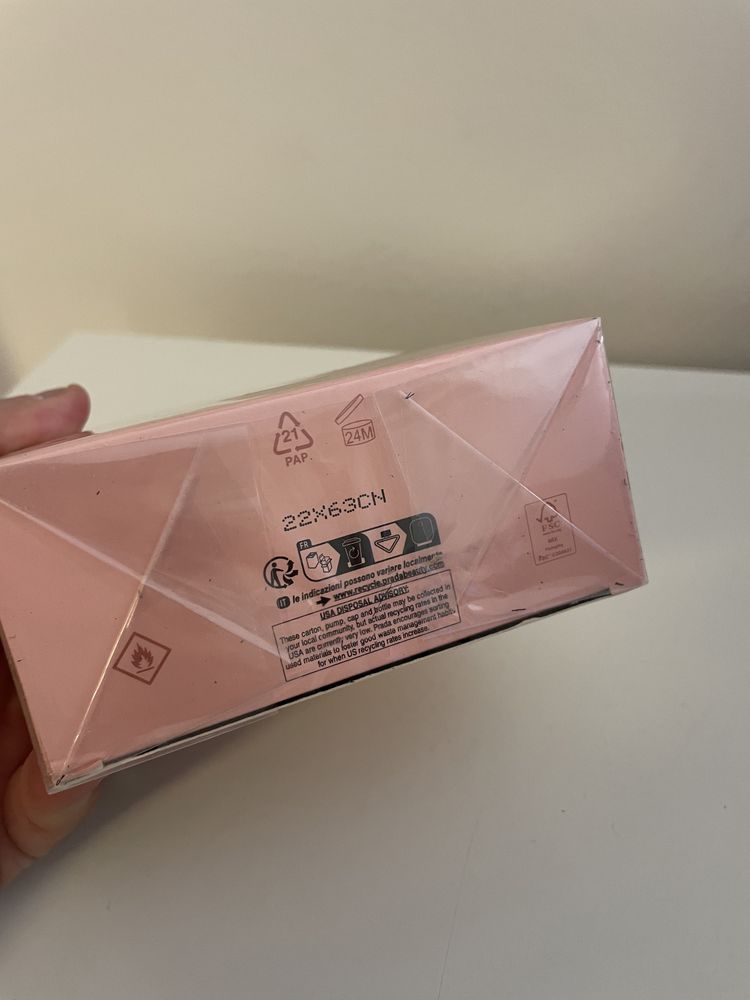 21
PAP
24M
22X63CN
FR
FSC
MIX
IT le indicazioni possono variare localmente
www.recycle.pradabeauty.com
USA DISPOSAL ADVISORY:
These carton, pump, cap and bottle may be collected in
your local community, but actual recycling rates in the
USA are currently very low. Prada encourages sorting
used materials to foster good waste management habits
for when US recycling rates increase.